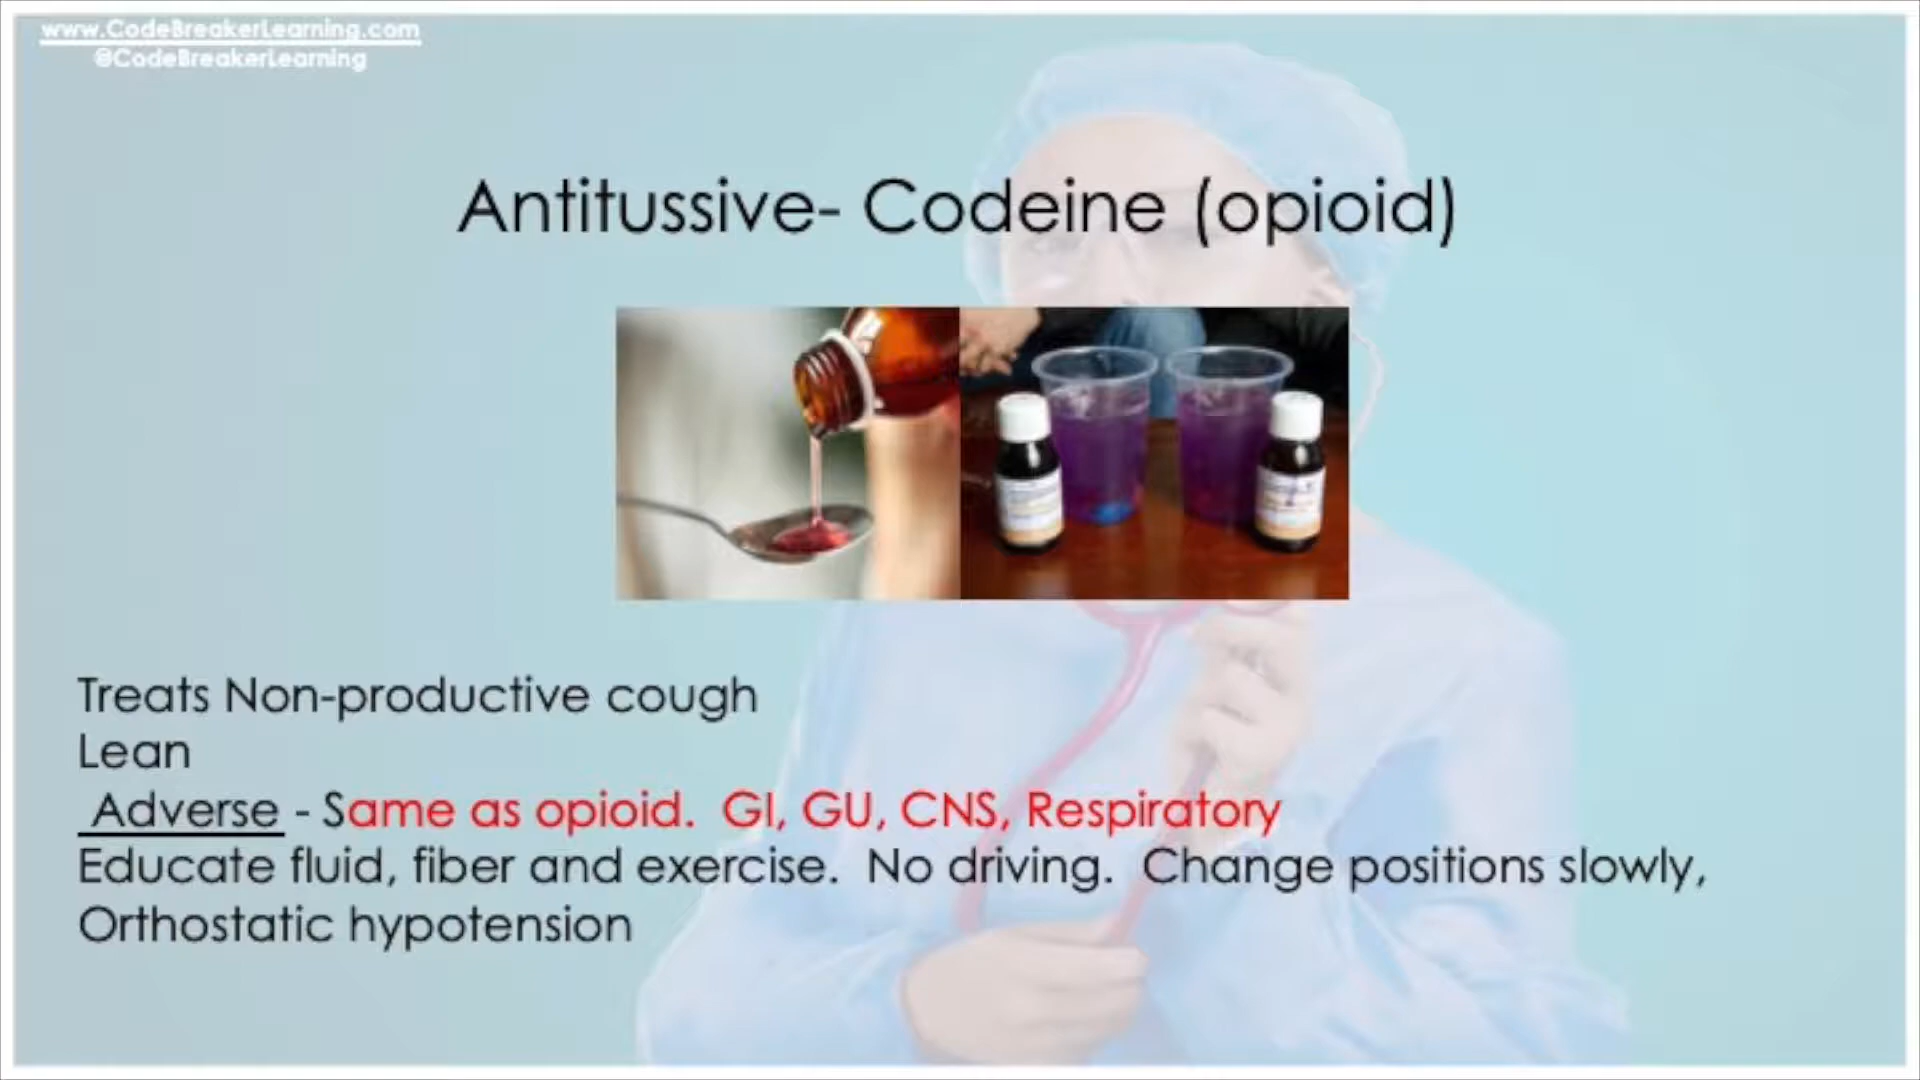 www.CodeBreakerLearning.com
@CodeBreakerLearning
Antitussive- Codeine (opioid)
Treats Non-productive cough
Lean
Adverse - Same as opioid. GI, GU, CNS, Respiratory
Educate fluid, fiber and exercise. No driving. Change positions slowly,
Orthostatic hypotension